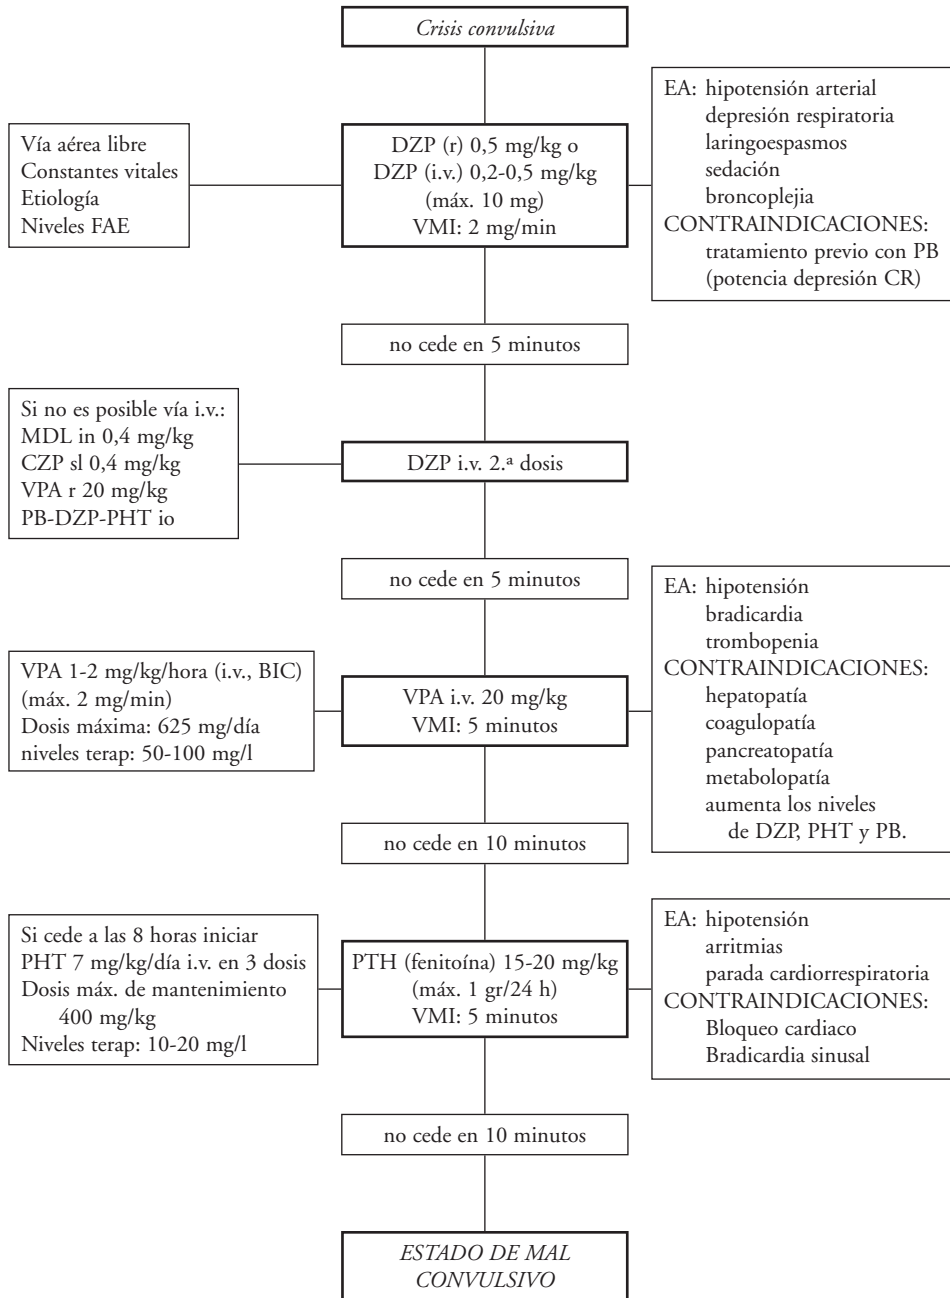 Crisis convulsiva
Vía aérea libre
Constantes vitales
Etiología
Niveles FAE
DZP (r) 0,5 mg/kg o
DZP (i.v.) 0,2-0,5 mg/kg
(máx. 10 mg)
VMI: 2 mg/min
EA: hipotensión arterial
depresión respiratoria
laringoespasmos
sedación
broncoplejia
CONTRAINDICACIONES:
tratamiento previo con PB
(potencia depresión CR)
no cede en 5 minutos
Si no es posible vía i.v.:
MDL in 0,4 mg/kg
CZP sl 0,4 mg/kg
VPA r 20 mg/kg
PB-DZP-PHT io
DZP i.v. 2.ª dosis
no cede en 5 minutos
VPA 1-2 mg/kg/hora (i.v., BIC)
(máx. 2 mg/min)
Dosis máxima: 625 mg/día
niveles terap: 50-100 mg/l
VPA i.v. 20 mg/kg
VMI: 5 minutos
EA: hipotensión
bradicardia
trombopenia
CONTRAINDICACIONES:
hepatopatía
coagulopatía
pancreatopatía
metabolopatía
aumenta los niveles
de DZP, PHT y PB.
no cede en 10 minutos
Si cede a las 8 horas iniciar
PHT 7 mg/kg/día i.v. en 3 dosis
Dosis máx. de mantenimiento
400 mg/kg
Niveles terap: 10-20 mg/l
PTH (fenitoína) 15-20 mg/kg
(máx. 1 gr/24 h)
VMI: 5 minutos
EA: hipotensión
arritmias
parada cardiorrespiratoria
CONTRAINDICACIONES:
Bloqueo cardiaco
Bradicardia sinusal
no cede en 10 minutos
ESTADO DE MAL
CONVULSIVO